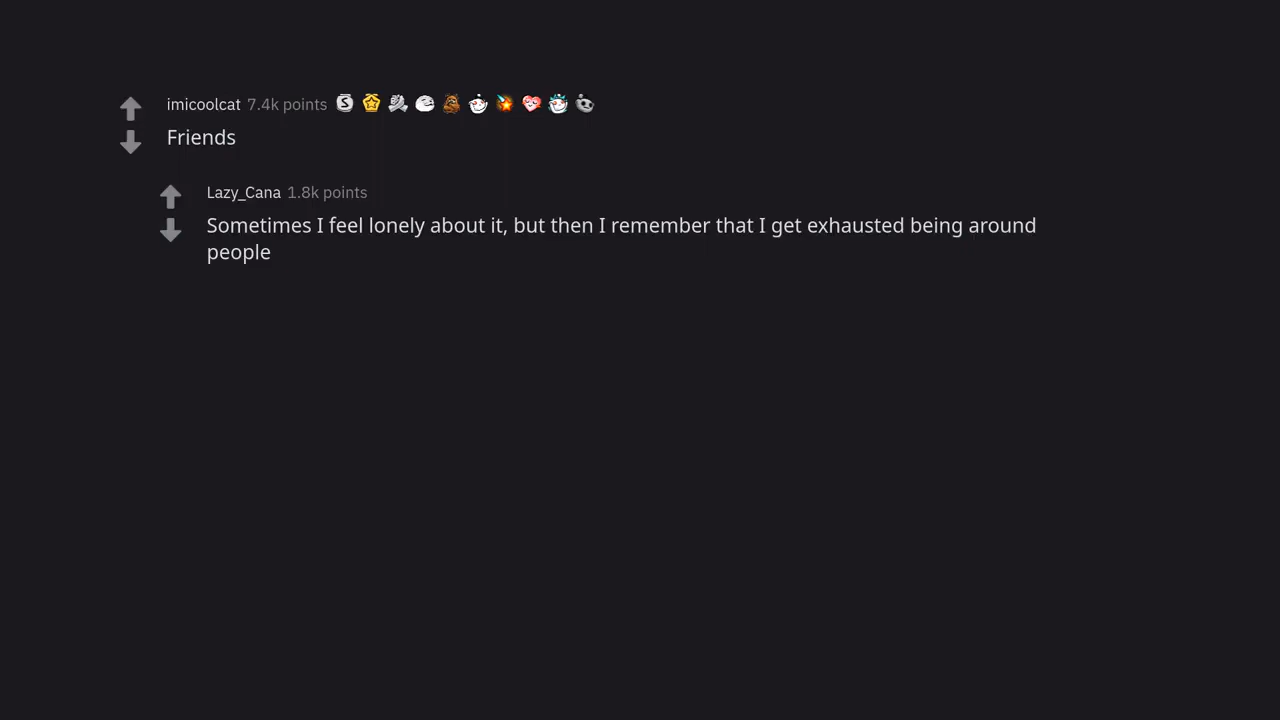 imicoolcat 7.4k points
Friends
Lazy_Cana 1.8k points
Sometimes I feel lonely about it, but then I remember that I get exhausted being around
people